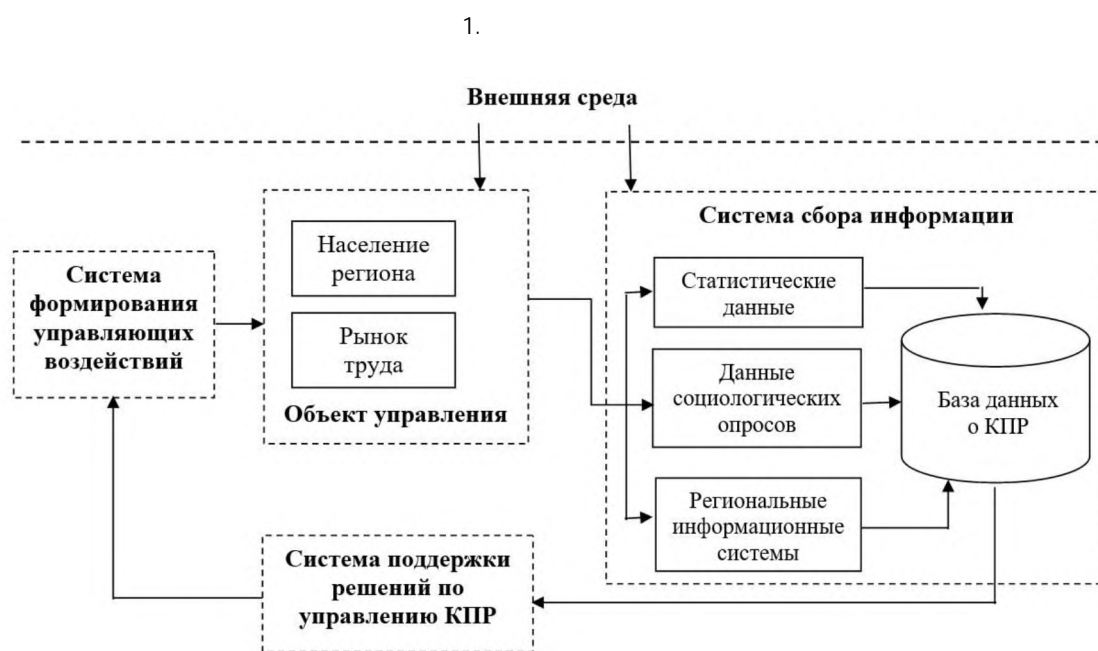 1.
Внешняя среда
Система
формирования
управляющих
воздействий
Население
региона
Рынок
труда
Объект управления
Система сбора информации
Статистические
данные
Данные
социологических
опросов
Региональные
информационные
системы
База данных
о КПР
Система поддержки
решений по
управлению КПР